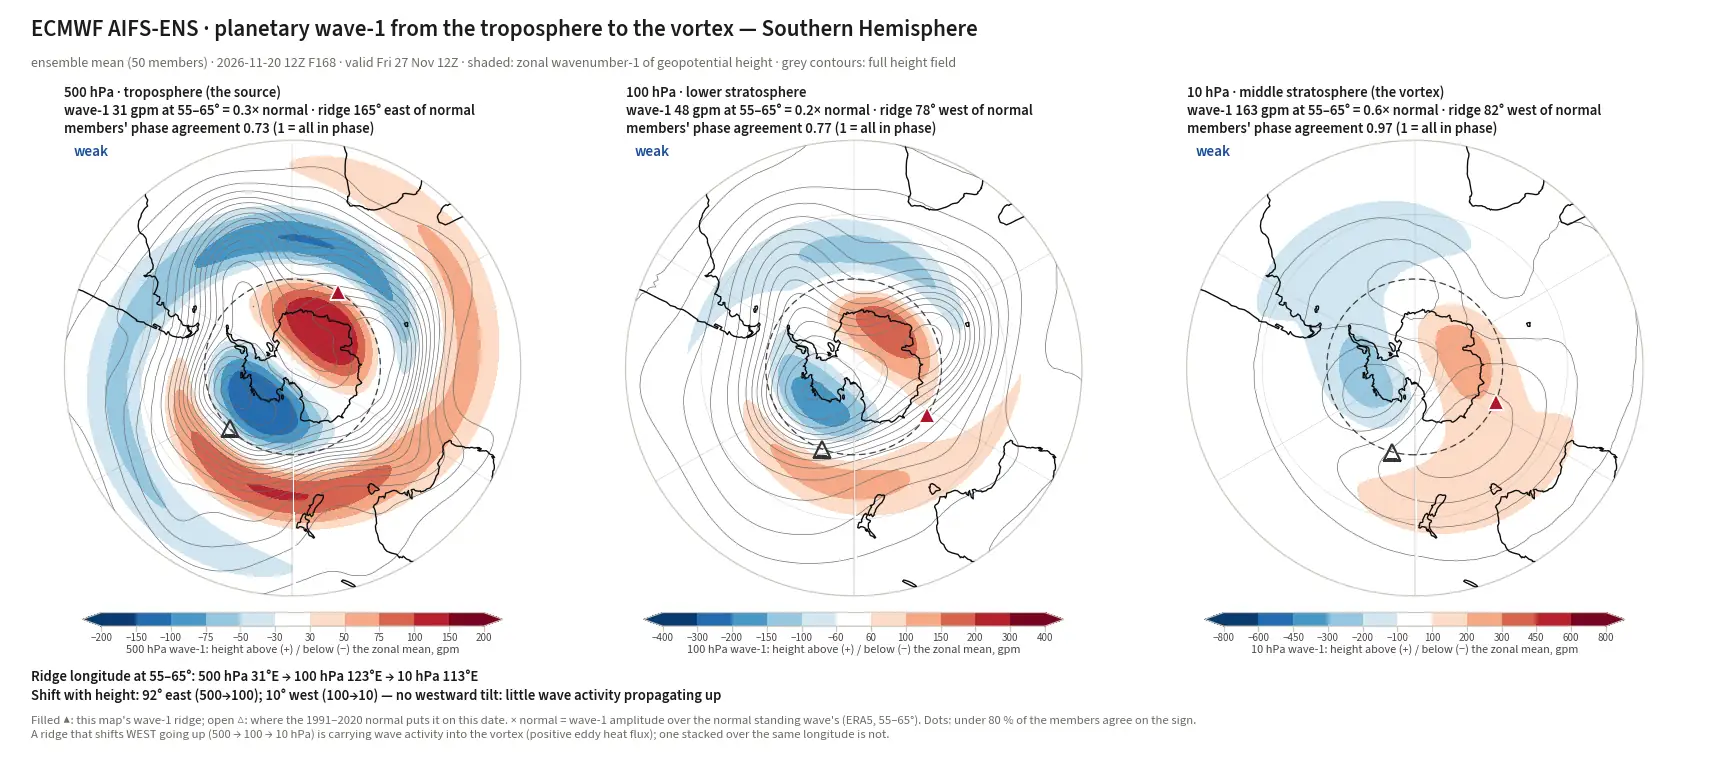 ECMWF AIFS-ENS · planetary wave-1 from the troposphere to the vortex — Southern Hemisphere
ensemble mean (50 members) · 2026-11-20 12Z F168 · valid Fri 27 Nov 12Z · shaded: zonal wavenumber-1 of geopotential height · grey contours: full height field
500 hPa · troposphere (the source)
wave-1 31 gpm at 55–65° = 0.3× normal · ridge 165° east of normal
members' phase agreement 0.73 (1 = all in phase)
weak
−200 −150 −100 −75 −50 −30 30 50 75 100 150 200
500 hPa wave-1: height above (+) / below (−) the zonal mean, gpm
100 hPa · lower stratosphere
wave-1 48 gpm at 55–65° = 0.2× normal · ridge 78° west of normal
members' phase agreement 0.77 (1 = all in phase)
weak
−400 −300 −200 −150 −100 −60 60 100 150 200 300 400
100 hPa wave-1: height above (+) / below (−) the zonal mean, gpm
10 hPa · middle stratosphere (the vortex)
wave-1 163 gpm at 55–65° = 0.6× normal · ridge 82° west of normal
members' phase agreement 0.97 (1 = all in phase)
weak
−800 −600 −450 −300 −200 −100 100 200 300 450 600 800
10 hPa wave-1: height above (+) / below (−) the zonal mean, gpm
Ridge longitude at 55–65°: 500 hPa 31°E → 100 hPa 123°E → 10 hPa 113°E
Shift with height: 92° east (500→100); 10° west (100→10) — no westward tilt: little wave activity propagating up
Filled ▲: this map's wave-1 ridge; open △: where the 1991–2020 normal puts it on this date. × normal = wave-1 amplitude over the normal standing wave's (ERA5, 55–65°). Dots: under 80 % of the members agree on the sign.
A ridge that shifts WEST going up (500 → 100 → 10 hPa) is carrying wave activity into the vortex (positive eddy heat flux); one stacked over the same longitude is not.